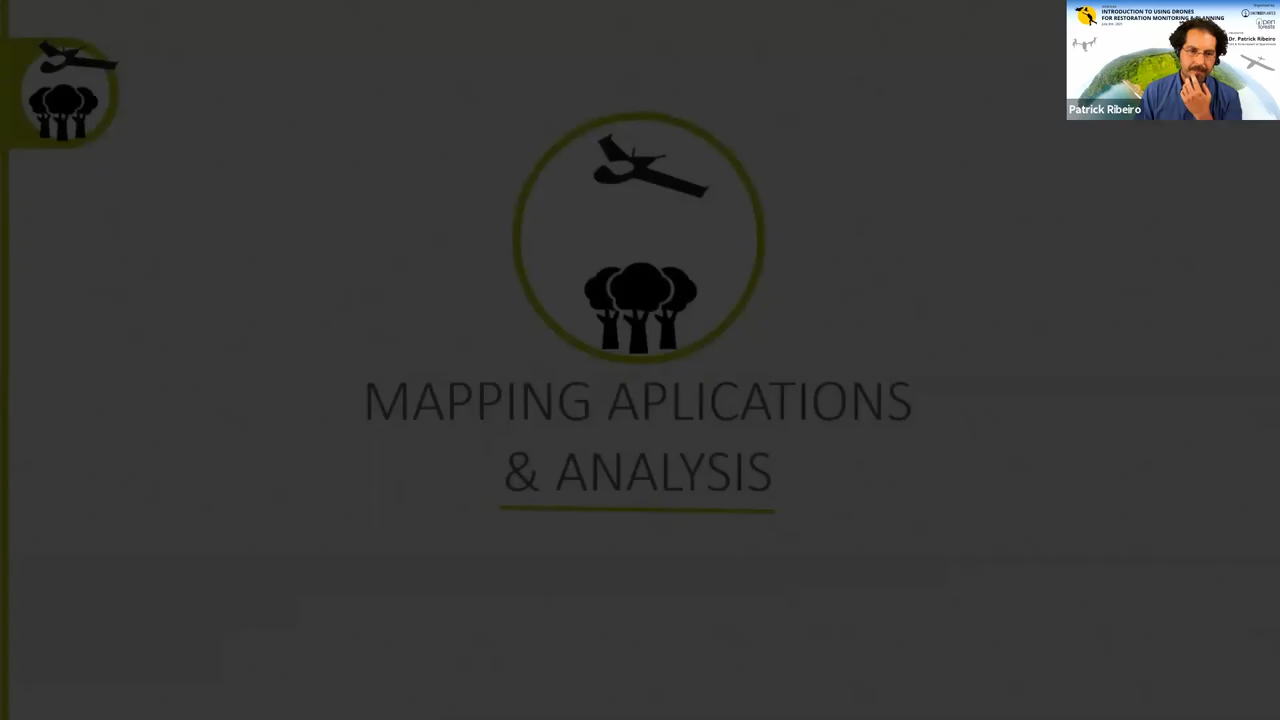 INTRODUCTION TO USING DRONES
FOR RESTORATION MONITORING & PLANNING
Dr. Patrick Ribeiro
Patrick Ribeiro
MAPPING APLICATIONS
& ANALYSIS